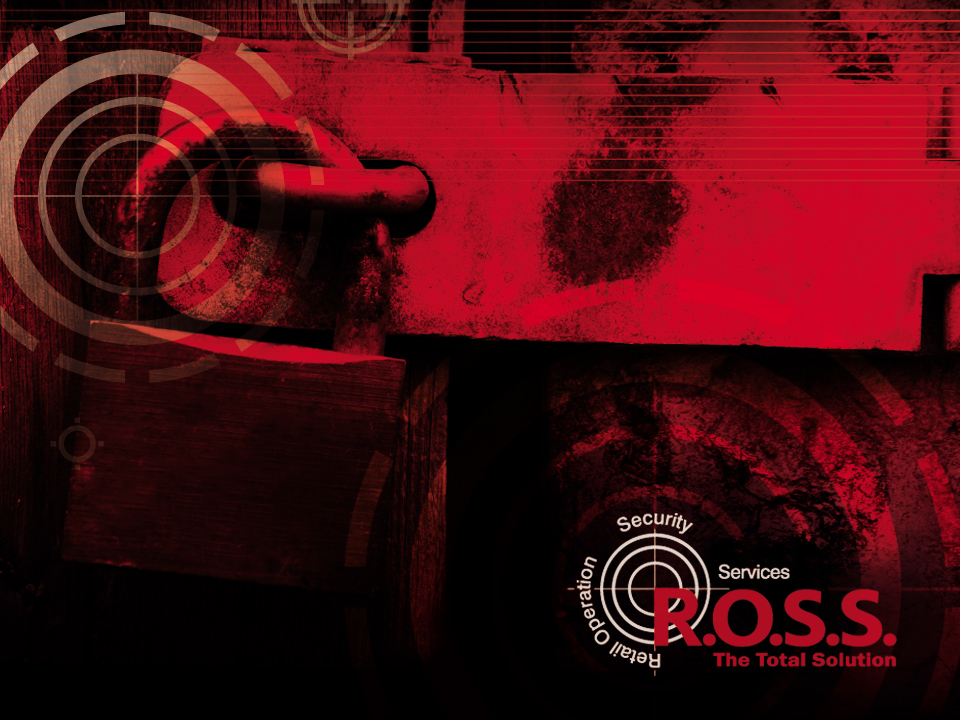 Retail Operation
Security
Services
R.O.S.S.
The Total Solution